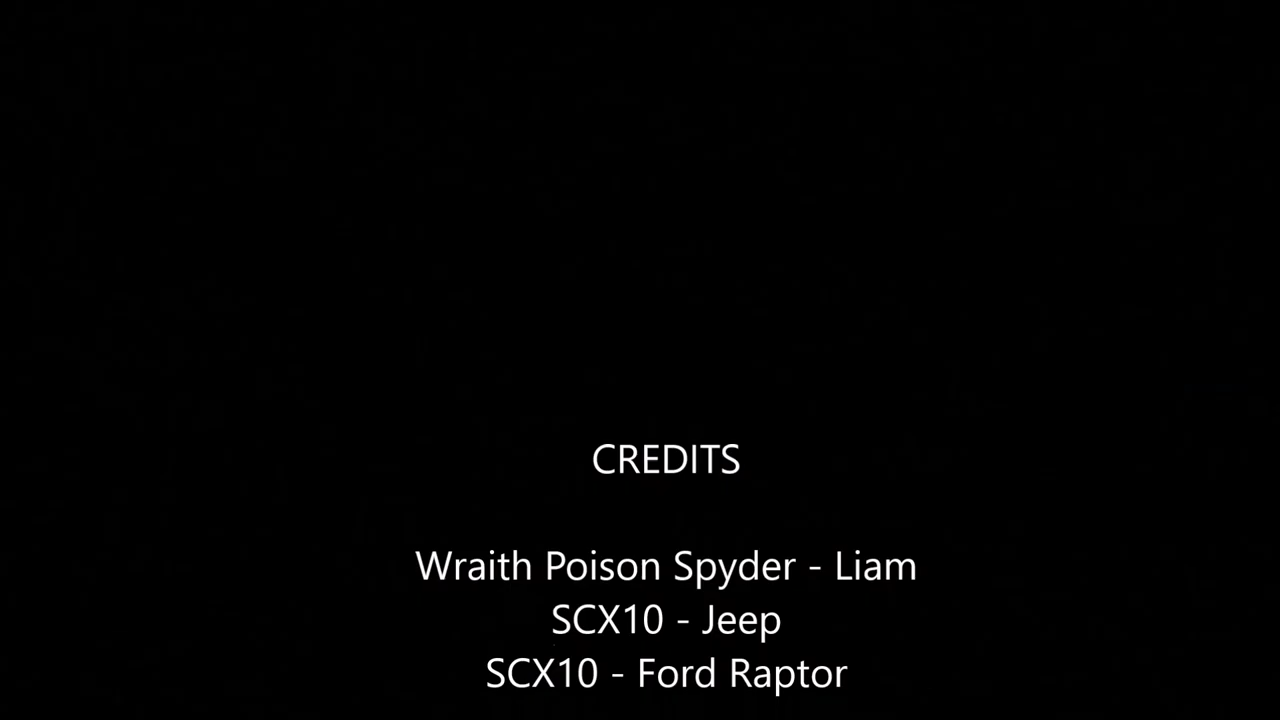 CREDITS
Wraith Poison Spyder - Liam
SCX10 - Jeep
SCX10 - Ford Raptor